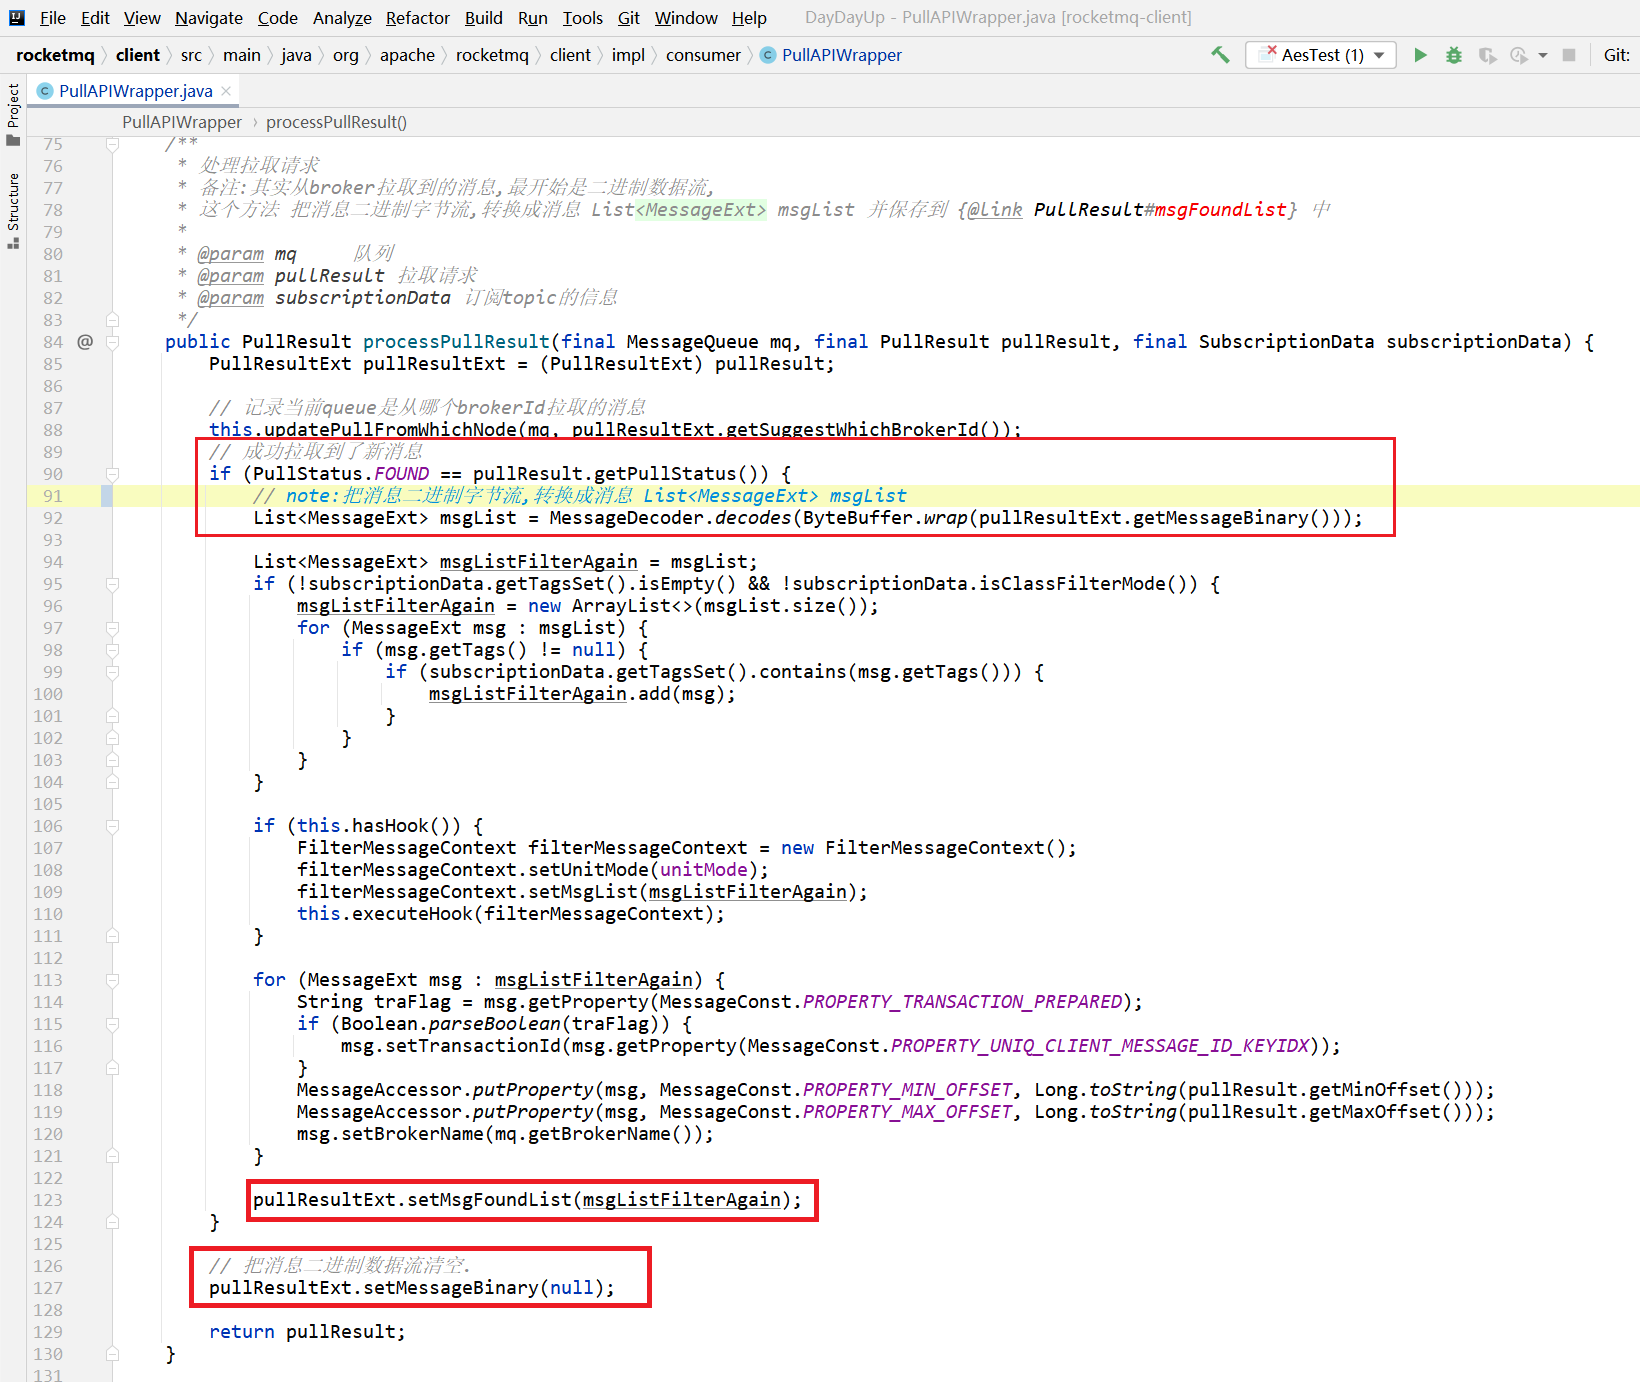 File Edit View Navigate Code Analyze Refactor Build Run Tools Git Window Help DayDayUp - PullAPIWrapper.java [rocketmq-client]
rocketmq client src main java org apache rocketmq client impl consumer PullAPIWrapper AesTest (1) Git:
PullAPIWrapper.java
PullAPIWrapper › processPullResult()
Project
Structure
75 /**
76 * 处理拉取请求
77 * 备注:其实从broker拉取到的消息,最开始是二进制数据流,
78 * 这个方法 把消息二进制字节流,转换成消息 List<MessageExt> msgList 并保存到 {@link PullResult#msgFoundList} 中
79 *
80 * @param mq 队列
81 * @param pullResult 拉取请求
82 * @param subscriptionData 订阅topic的信息
83 */
84 @ public PullResult processPullResult(final MessageQueue mq, final PullResult pullResult, final SubscriptionData subscriptionData) {
85 PullResultExt pullResultExt = (PullResultExt) pullResult;
86
87 // 记录当前queue是从哪个brokerId拉取的消息
88 this.updatePullFromWhichNode(mq, pullResultExt.getSuggestWhichBrokerId());
89 // 成功拉取到了新消息
90 if (PullStatus.FOUND == pullResult.getPullStatus()) {
91 // note:把消息二进制字节流,转换成消息 List<MessageExt> msgList
92 List<MessageExt> msgList = MessageDecoder.decodes(ByteBuffer.wrap(pullResultExt.getMessageBinary()));
93
94 List<MessageExt> msgListFilterAgain = msgList;
95 if (!subscriptionData.getTagsSet().isEmpty() && !subscriptionData.isClassFilterMode()) {
96 msgListFilterAgain = new ArrayList<>(msgList.size());
97 for (MessageExt msg : msgList) {
98 if (msg.getTags() != null) {
99 if (subscriptionData.getTagsSet().contains(msg.getTags())) {
100 msgListFilterAgain.add(msg);
101 }
102 }
103 }
104 }
105
106 if (this.hasHook()) {
107 FilterMessageContext filterMessageContext = new FilterMessageContext();
108 filterMessageContext.setUnitMode(unitMode);
109 filterMessageContext.setMsgList(msgListFilterAgain);
110 this.executeHook(filterMessageContext);
111 }
112
113 for (MessageExt msg : msgListFilterAgain) {
114 String traFlag = msg.getProperty(MessageConst.PROPERTY_TRANSACTION_PREPARED);
115 if (Boolean.parseBoolean(traFlag)) {
116 msg.setTransactionId(msg.getProperty(MessageConst.PROPERTY_UNIQ_CLIENT_MESSAGE_ID_KEYIDX));
117 }
118 MessageAccessor.putProperty(msg, MessageConst.PROPERTY_MIN_OFFSET, Long.toString(pullResult.getMinOffset()));
119 MessageAccessor.putProperty(msg, MessageConst.PROPERTY_MAX_OFFSET, Long.toString(pullResult.getMaxOffset()));
120 msg.setBrokerName(mq.getBrokerName());
121 }
122
123 pullResultExt.setMsgFoundList(msgListFilterAgain);
124 }
125
126 // 把消息二进制数据流清空.
127 pullResultExt.setMessageBinary(null);
128
129 return pullResult;
130 }
131